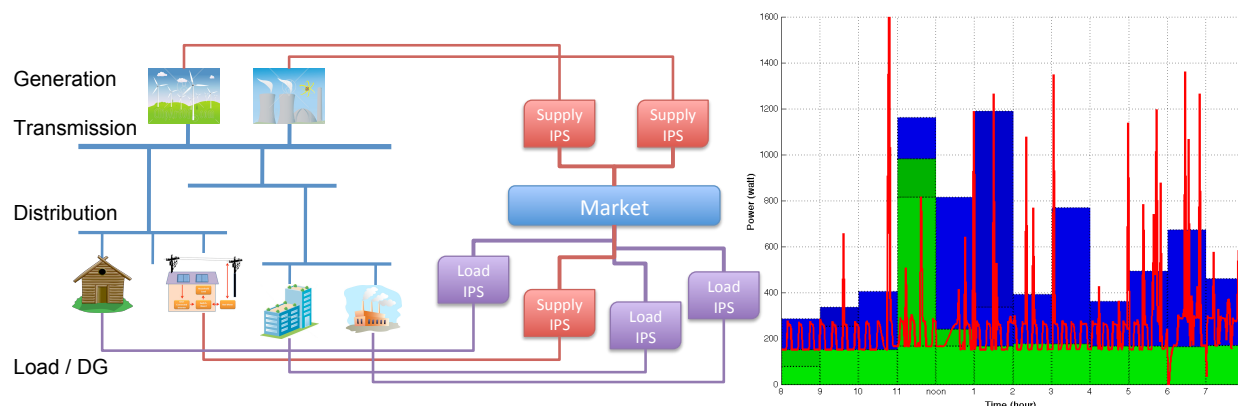 Generation
Transmission
Distribution
Load / DG
Supply
IPS
Supply
IPS
Market
Load
IPS
Supply
IPS
Load
IPS
Load
IPS
Power (watt)
1600
1400
1200
1000
800
600
400
200
0
8 9 10 11 noon 1 2 3 4 5 6 7
Time (hour)